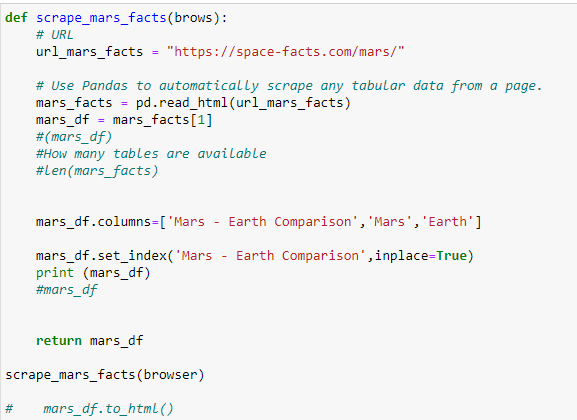 def scrape_mars_facts(brows):
    # URL
    url_mars_facts = "https://space-facts.com/mars/"
    # Use Pandas to automatically scrape any tabular data from a page.
    mars_facts = pd.read_html(url_mars_facts)
    mars_df = mars_facts[1]
    #(mars_df)
    #How many tables are available
    #len(mars_facts)
    mars_df.columns=['Mars - Earth Comparison','Mars','Earth']
    mars_df.set_index('Mars - Earth Comparison',inplace=True)
    print (mars_df)
    #mars_df
    return mars_df
scrape_mars_facts(browser)
#    mars_df.to_html()